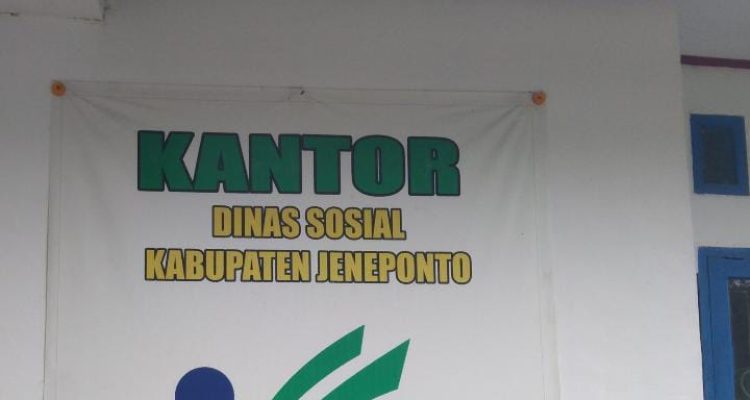 KANTOR
DINAS SOSIAL
KABUPATEN JENEPONTO